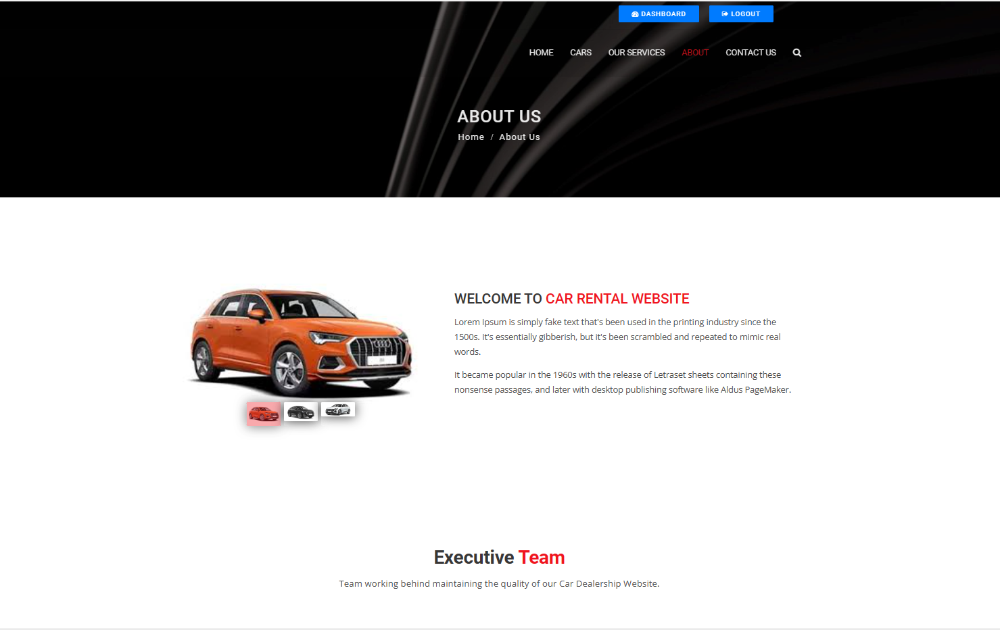 DASHBOARD LOGOUT
HOME CARS OUR SERVICES ABOUT CONTACT US
ABOUT US
Home / About Us
WELCOME TO CAR RENTAL WEBSITE
Lorem Ipsum is simply fake text that's been used in the printing industry since the
1500s. It's essentially gibberish, but it's been scrambled and repeated to mimic real
words.
It became popular in the 1960s with the release of Letraset sheets containing these
nonsense passages, and later with desktop publishing software like Aldus PageMaker.
Executive Team
Team working behind maintaining the quality of our Car Dealership Website.